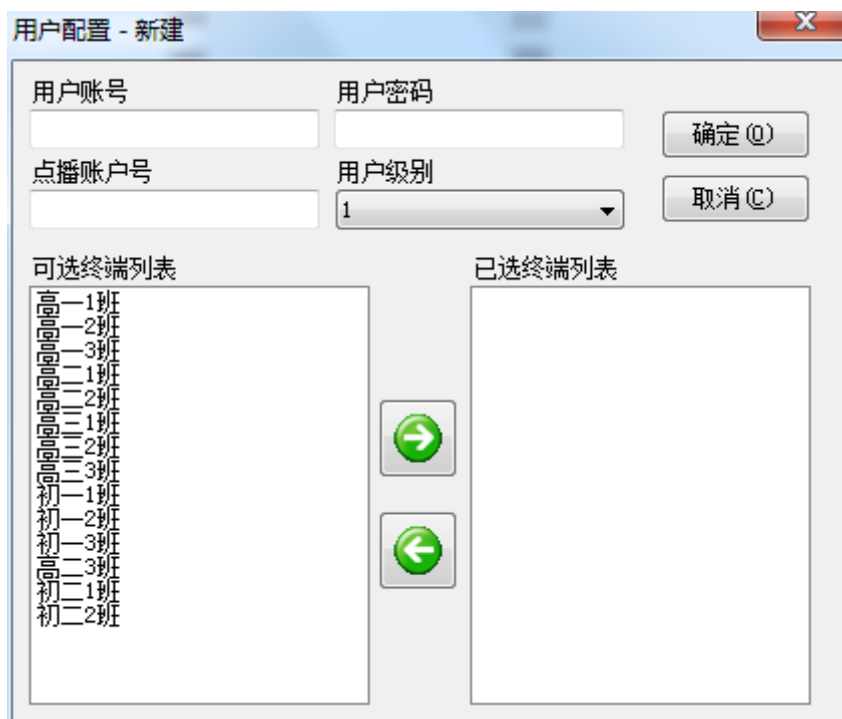 用户配置 - 新建
用户账号
用户密码
确定(O)
点播账户号
用户级别
取消(C)
1
可选终端列表
已选终端列表
高一1班
高一2班
高一3班
高二1班
高二2班
高三1班
高三2班
高三3班
初一1班
初一2班
初一3班
高二3班
初二1班
初二2班